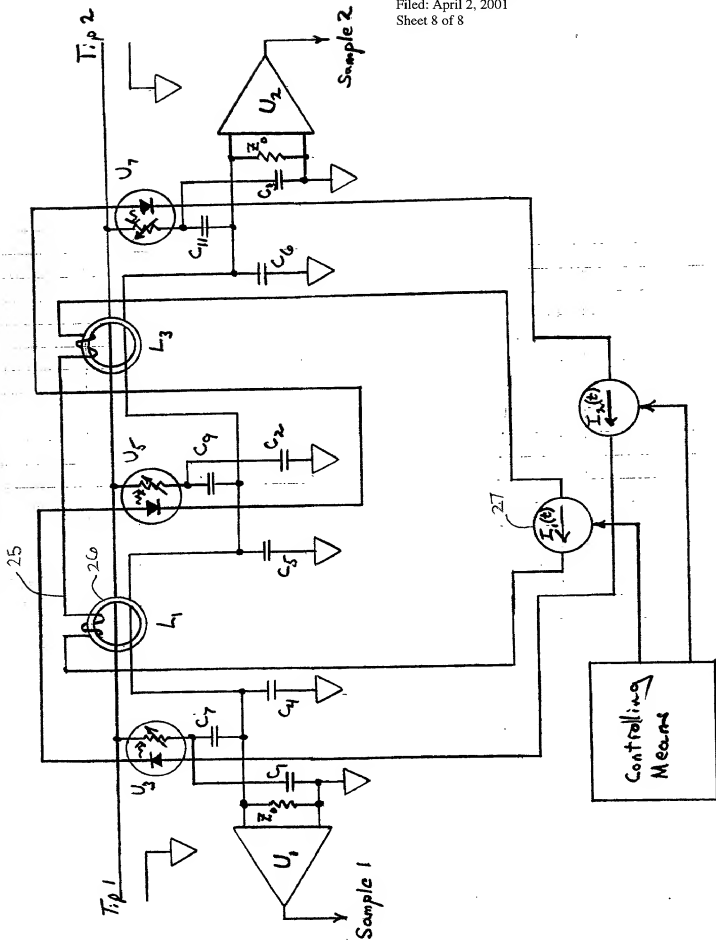 Filed: April 2, 2001
Sheet 8 of 8
Tip 2
Sample 2
U2
Z0
C3
U7
C11
C6
L3
U5
C9
C2
I2(t)
27
I1(t)
25
26
C5
L1
C4
C7
U3
C1
Z0
U1
Controlling
Means
Tip 1
Sample 1